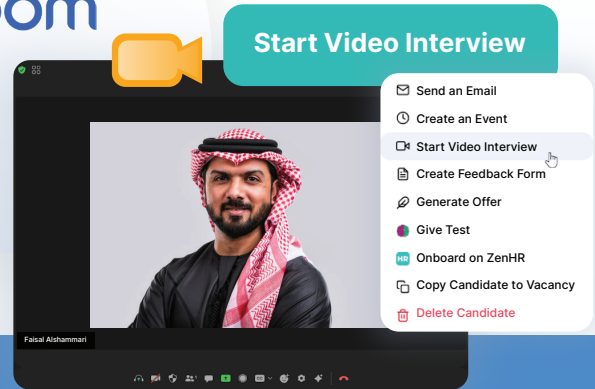 oom
Start Video Interview
Send an Email
Create an Event
Start Video Interview
Create Feedback Form
Generate Offer
Give Test
HR Onboard on ZenHR
Copy Candidate to Vacancy
Delete Candidate
Faisal Alshammari